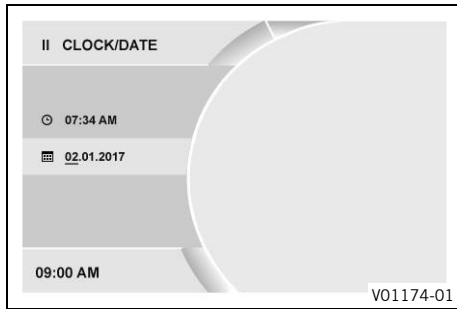 II CLOCK/DATE
07:34 AM
02.01.2017
09:00 AM
V01174-01